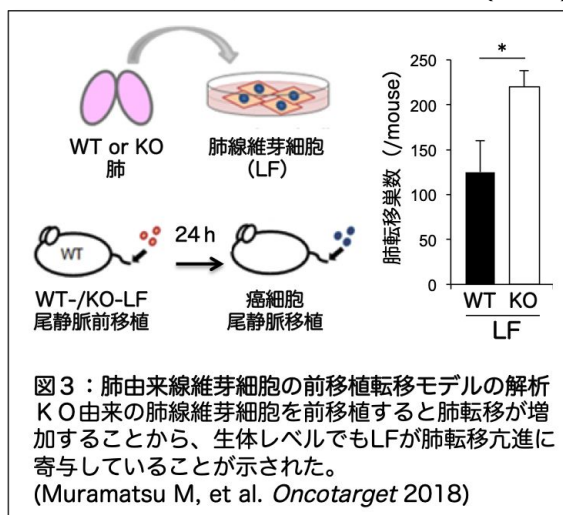 WT or KO
肺
肺線維芽細胞
(LF)
WT
24 h
WT-/KO-LF
尾静脈前移植
癌細胞
尾静脈移植
肺転移巣数（/mouse）
250
200
150
100
50
0
*
WT KO
LF
図３：肺由来線維芽細胞の前移植転移モデルの解析
ＫＯ由来の肺線維芽細胞を前移植すると肺転移が増
加することから、生体レベルでもLFが肺転移亢進に
寄与していることが示された。
(Muramatsu M, et al. Oncotarget 2018)